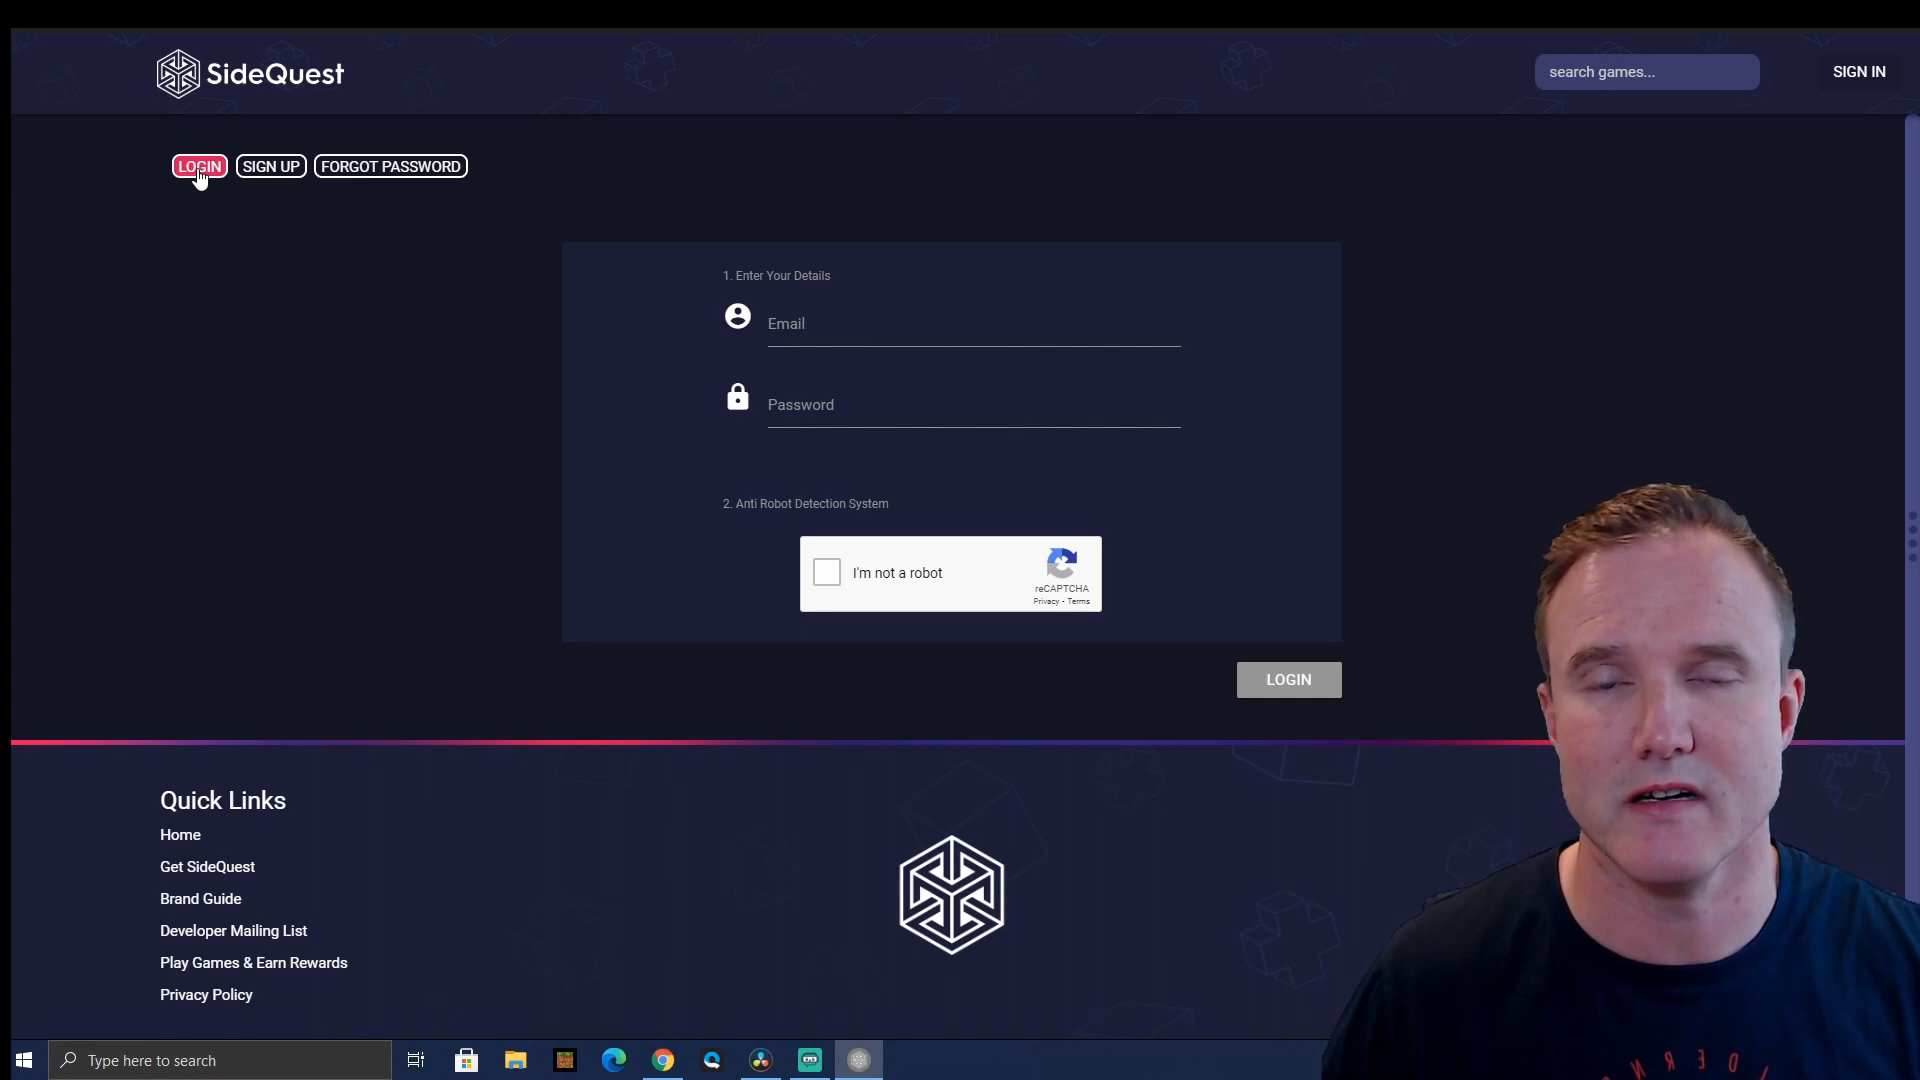 SideQuest
search games...
SIGN IN
LOGIN
SIGN UP
FORGOT PASSWORD
1. Enter Your Details
Email
Password
2. Anti Robot Detection System
I'm not a robot
reCAPTCHA
Privacy - Terms
LOGIN
Quick Links
Home
Get SideQuest
Brand Guide
Developer Mailing List
Play Games & Earn Rewards
Privacy Policy
Type here to search